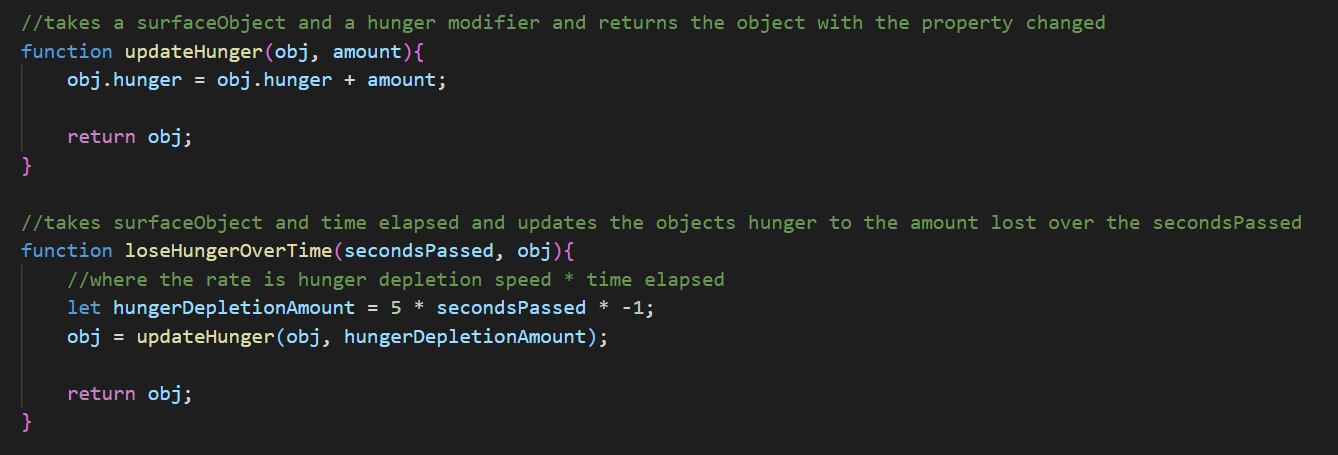 //takes a surfaceObject and a hunger modifier and returns the object with the property changed
function updateHunger(obj, amount){
    obj.hunger = obj.hunger + amount;

    return obj;
}

//takes surfaceObject and time elapsed and updates the objects hunger to the amount lost over the secondsPassed
function loseHungerOverTime(secondsPassed, obj){
    //where the rate is hunger depletion speed * time elapsed
    let hungerDepletionAmount = 5 * secondsPassed * -1;
    obj = updateHunger(obj, hungerDepletionAmount);

    return obj;
}